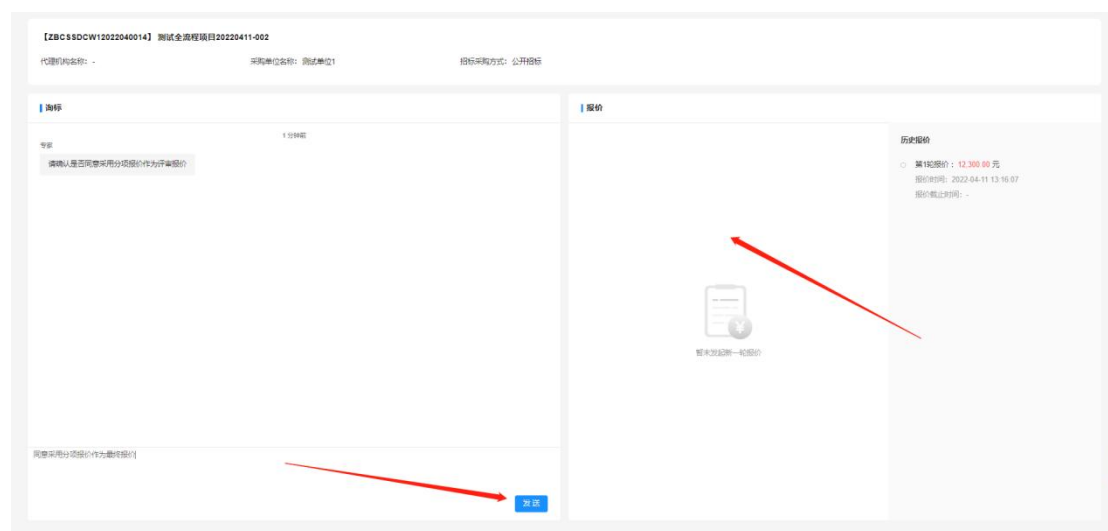 【ZBCSSDCW12022040014】 测试全流程项目20220411-002
代理机构名称： -
采购单位名称： 测试单位1
招标采购方式： 公开招标
询标
1 分钟前
专家
请确认是否同意采用分项报价作为评审报价
同意采用分项报价作为最终报价
发送
报价
暂未发起新一轮报价
历史报价
第1轮报价： 12,300.00 元
报价时间： 2022-04-11 13:16:07
报价截止时间： -